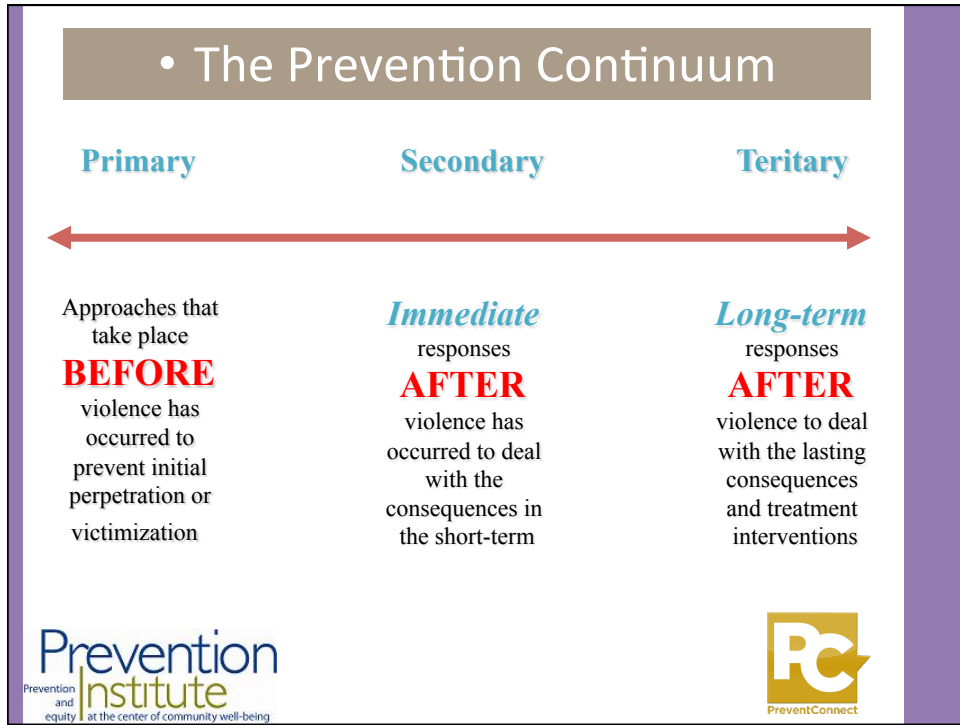 • The Prevention Continuum
Primary
Secondary
Teritary
Approaches that
take place
BEFORE
violence has
occurred to
prevent initial
perpetration or
victimization
Immediate
responses
AFTER
violence has
occurred to deal
with the
consequences in
the short-term
Long-term
responses
AFTER
violence to deal
with the lasting
consequences
and treatment
interventions
Prevention
Institute
Prevention
and
equity at the center of community well-being
PC
PreventConnect